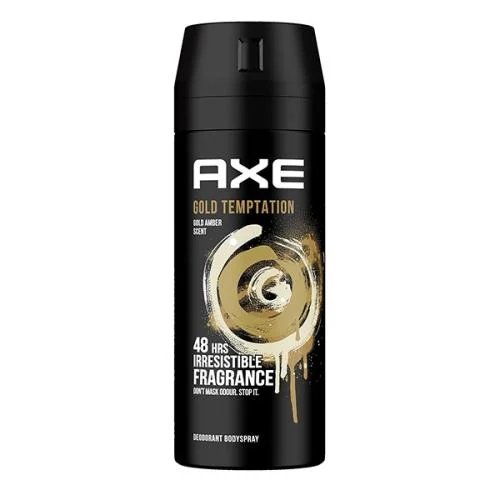 AXE
GOLD TEMPTATION
GOLD AMBER
SCENT
48 HRS
IRRESISTIBLE
FRAGRANCE
DON'T MASK ODOUR. STOP IT.
DEODORANT BODYSPRAY